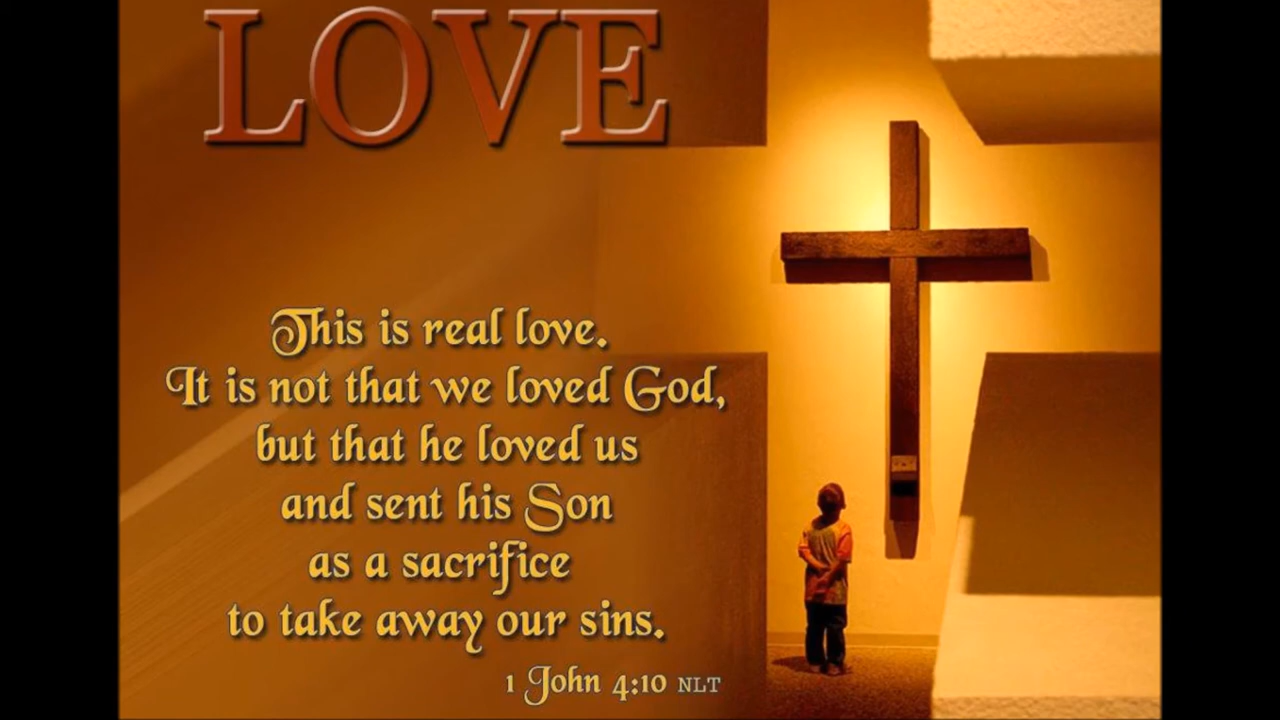 LOVE
This is real love.
It is not that we loved God,
but that he loved us
and sent his Son
as a sacrifice
to take away our sins.
1 John 4:10 NLT